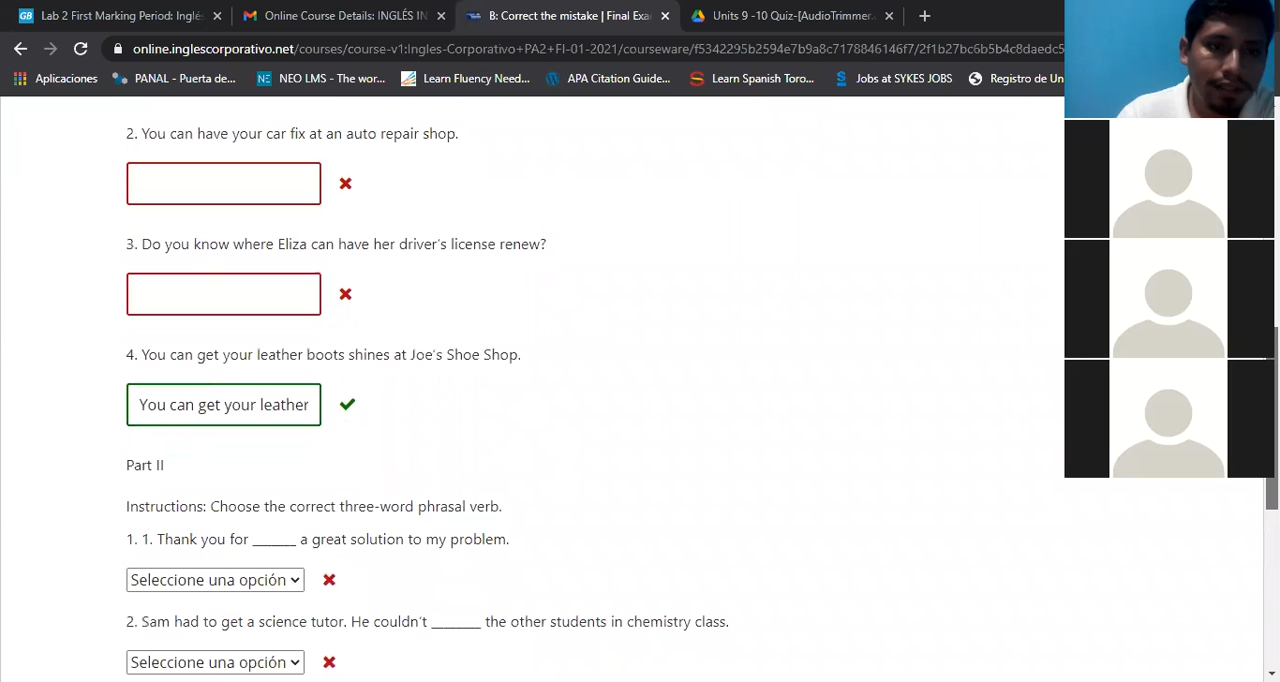 Lab 2 First Marking Period: Inglé
Online Course Details: INGLÉS IN
B: Correct the mistake | Final Exa
Units 9 -10 Quiz-[AudioTrimmer.
online.inglescorporativo.net/courses/course-v1:Ingles-Corporativo+PA2+FI-01-2021/courseware/f5342295b2594e7b9a8c7178846146f7/2f1b27bc6b5b4c8daedc5
Aplicaciones
PANAL - Puerta de...
NEO LMS - The wor...
Learn Fluency Need...
APA Citation Guide...
Learn Spanish Toro...
Jobs at SYKES JOBS
Registro de Un
2. You can have your car fix at an auto repair shop.
3. Do you know where Eliza can have her driver's license renew?
4. You can get your leather boots shines at Joe's Shoe Shop.
You can get your leather
Part II
Instructions: Choose the correct three-word phrasal verb.
1. 1. Thank you for ______ a great solution to my problem.
Seleccione una opción
2. Sam had to get a science tutor. He couldn't _______ the other students in chemistry class.
Seleccione una opción